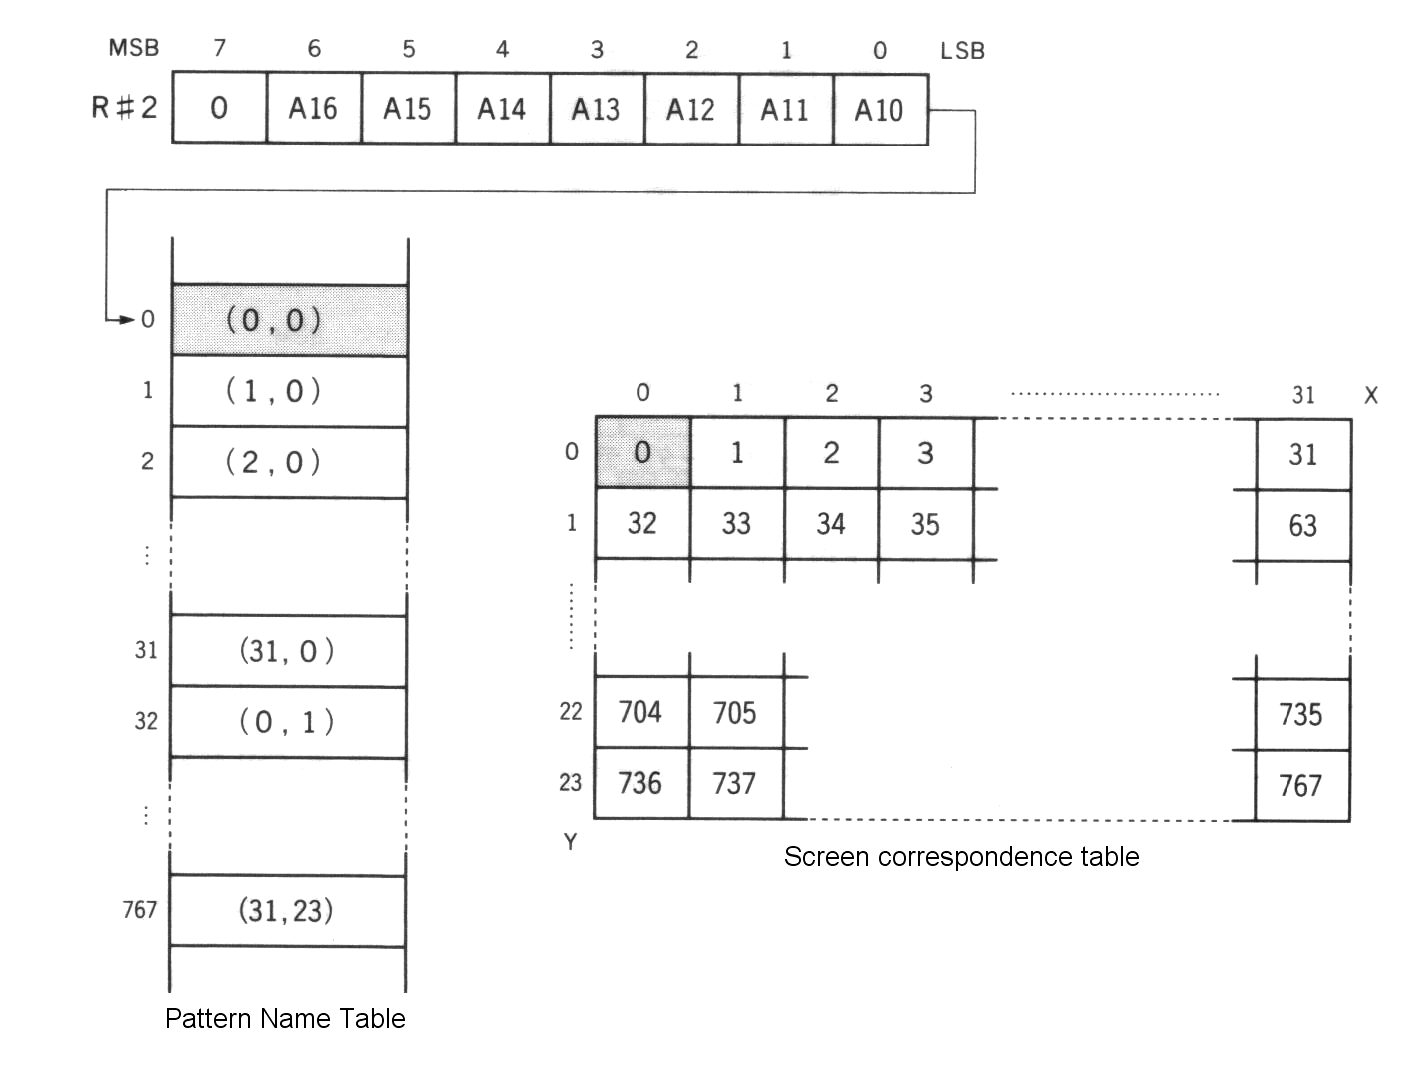 MSB 7 6 5 4 3 2 1 0 LSB
R#2 0 A16 A15 A14 A13 A12 A11 A10
0 (0,0)
1 (1,0)
2 (2,0)
⋮
31 (31,0)
32 (0,1)
⋮
767 (31,23)
Pattern Name Table
0 1 2 3 ........................ 31 X
0 0 1 2 3 31
1 32 33 34 35 63
22 704 705 735
23 736 737 767
Y
Screen correspondence table